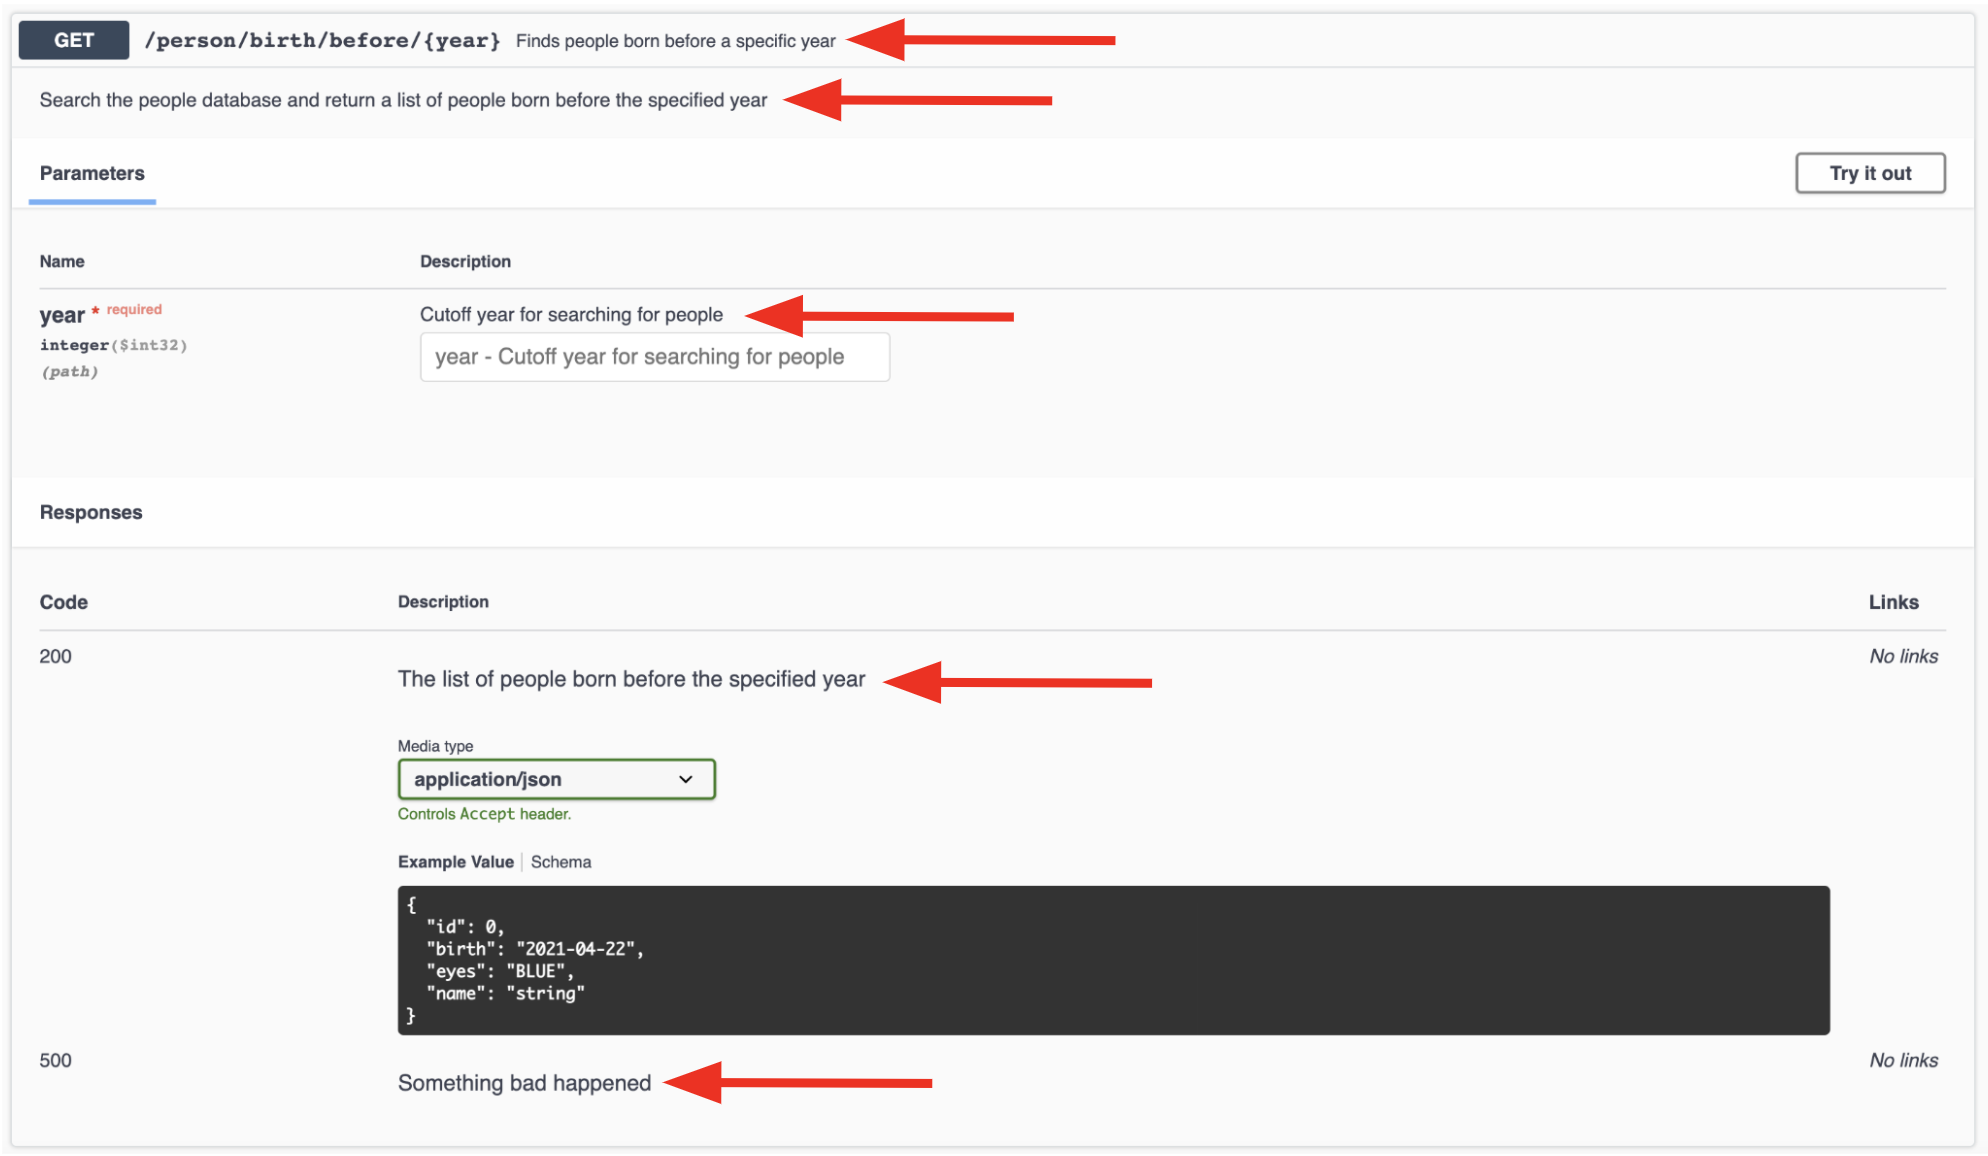 GET /person/birth/before/{year} Finds people born before a specific year
Search the people database and return a list of people born before the specified year
Parameters
Try it out
Name Description
year * required
integer($int32)
(path)
Cutoff year for searching for people
year - Cutoff year for searching for people
Responses
Code Description Links
200
The list of people born before the specified year
No links
Media type
application/json
Controls Accept header.
Example Value Schema
{
"id": 0,
"birth": "2021-04-22",
"eyes": "BLUE",
"name": "string"
}
500
Something bad happened
No links